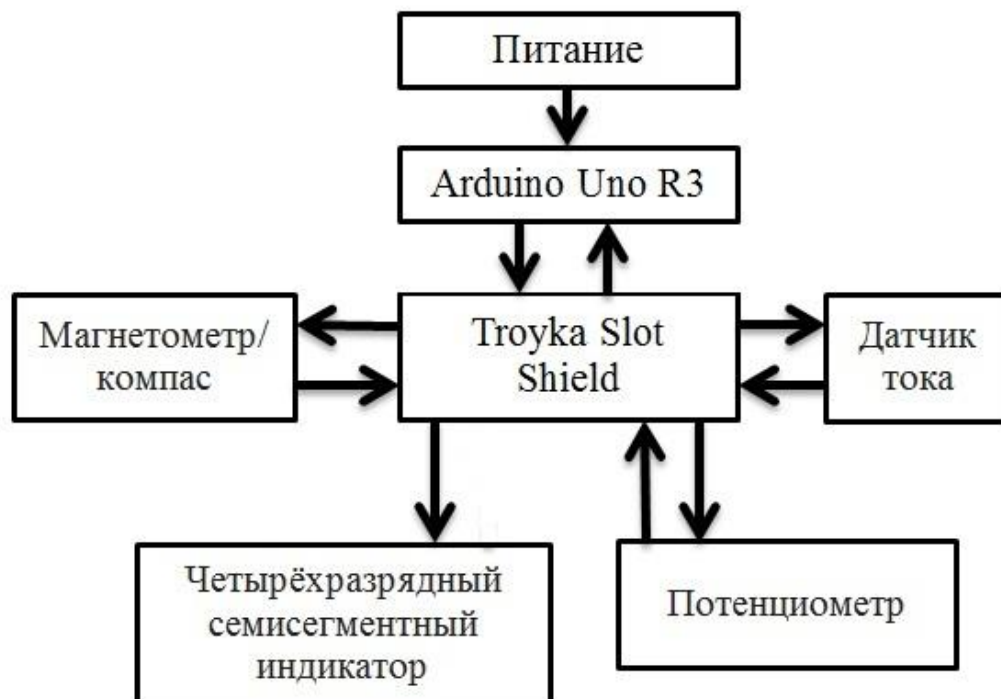 Питание
Arduino Uno R3
Магнетометр/
компас
Troyka Slot
Shield
Датчик
тока
Четырёхразрядный
семисегментный
индикатор
Потенциометр